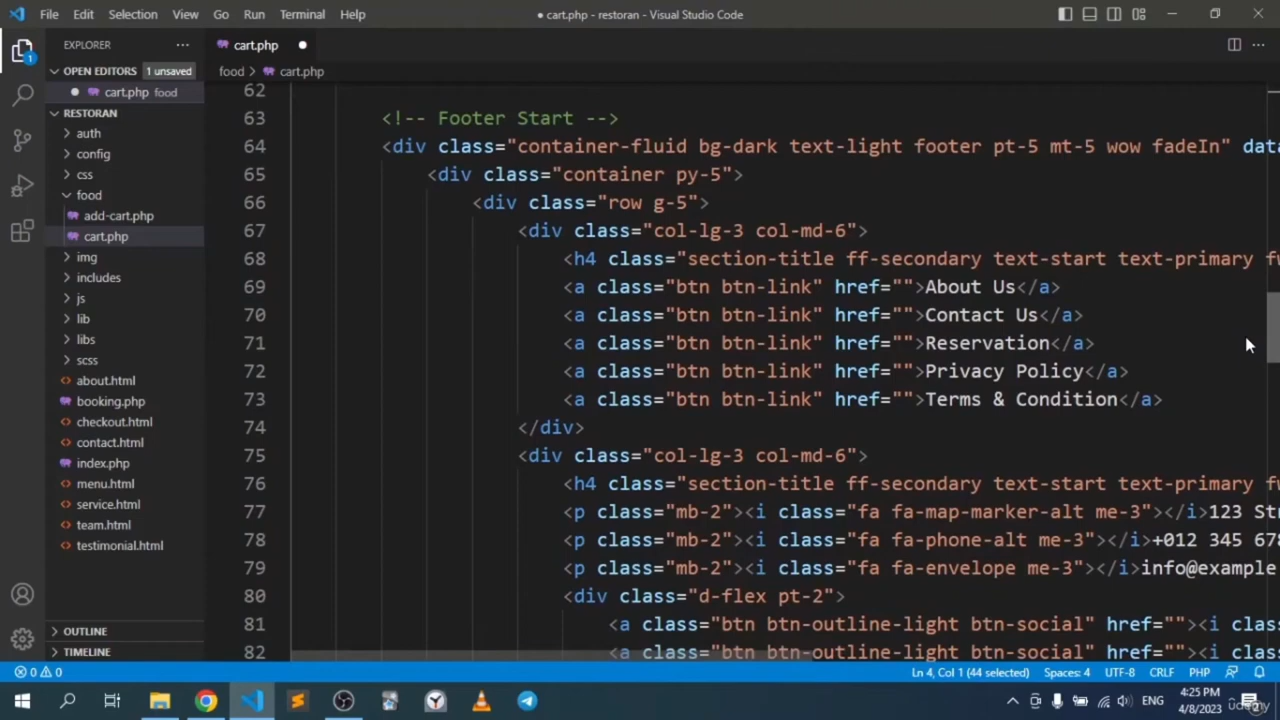 File Edit Selection View Go Run Terminal Help
● cart.php - restoran - Visual Studio Code
EXPLORER
cart.php
OPEN EDITORS 1 unsaved
food > cart.php
cart.php food
RESTORAN
auth
config
css
food
add-cart.php
cart.php
img
includes
js
lib
libs
scss
about.html
booking.php
checkout.html
contact.html
index.php
menu.html
service.html
team.html
testimonial.html
OUTLINE
TIMELINE
62
63 <!-- Footer Start -->
64 <div class="container-fluid bg-dark text-light footer pt-5 mt-5 wow fadeIn" data
65 <div class="container py-5">
66 <div class="row g-5">
67 <div class="col-lg-3 col-md-6">
68 <h4 class="section-title ff-secondary text-start text-primary fw
69 <a class="btn btn-link" href="">About Us</a>
70 <a class="btn btn-link" href="">Contact Us</a>
71 <a class="btn btn-link" href="">Reservation</a>
72 <a class="btn btn-link" href="">Privacy Policy</a>
73 <a class="btn btn-link" href="">Terms & Condition</a>
74 </div>
75 <div class="col-lg-3 col-md-6">
76 <h4 class="section-title ff-secondary text-start text-primary fw
77 <p class="mb-2"><i class="fa fa-map-marker-alt me-3"></i>123 Str
78 <p class="mb-2"><i class="fa fa-phone-alt me-3"></i>+012 345 678
79 <p class="mb-2"><i class="fa fa-envelope me-3"></i>info@example
80 <div class="d-flex pt-2">
81 <a class="btn btn-outline-light btn-social" href=""><i clas
82 <a class="btn btn-outline-light btn-social" href=""><i clas
0 0 Ln 4, Col 1 (44 selected) Spaces: 4 UTF-8 CRLF PHP
ENG 4:25 PM
4/8/2023
udemy